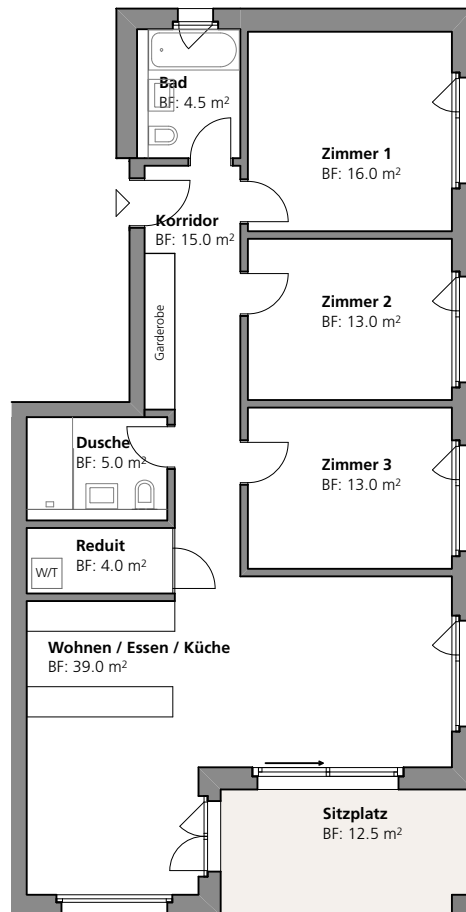 Bad
BF: 4.5 m²
Zimmer 1
BF: 16.0 m²
Korridor
BF: 15.0 m²
Zimmer 2
BF: 13.0 m²
Garderobe
Dusche
BF: 5.0 m²
Zimmer 3
BF: 13.0 m²
Reduit
BF: 4.0 m²
W/T
Wohnen / Essen / Küche
BF: 39.0 m²
Sitzplatz
BF: 12.5 m²